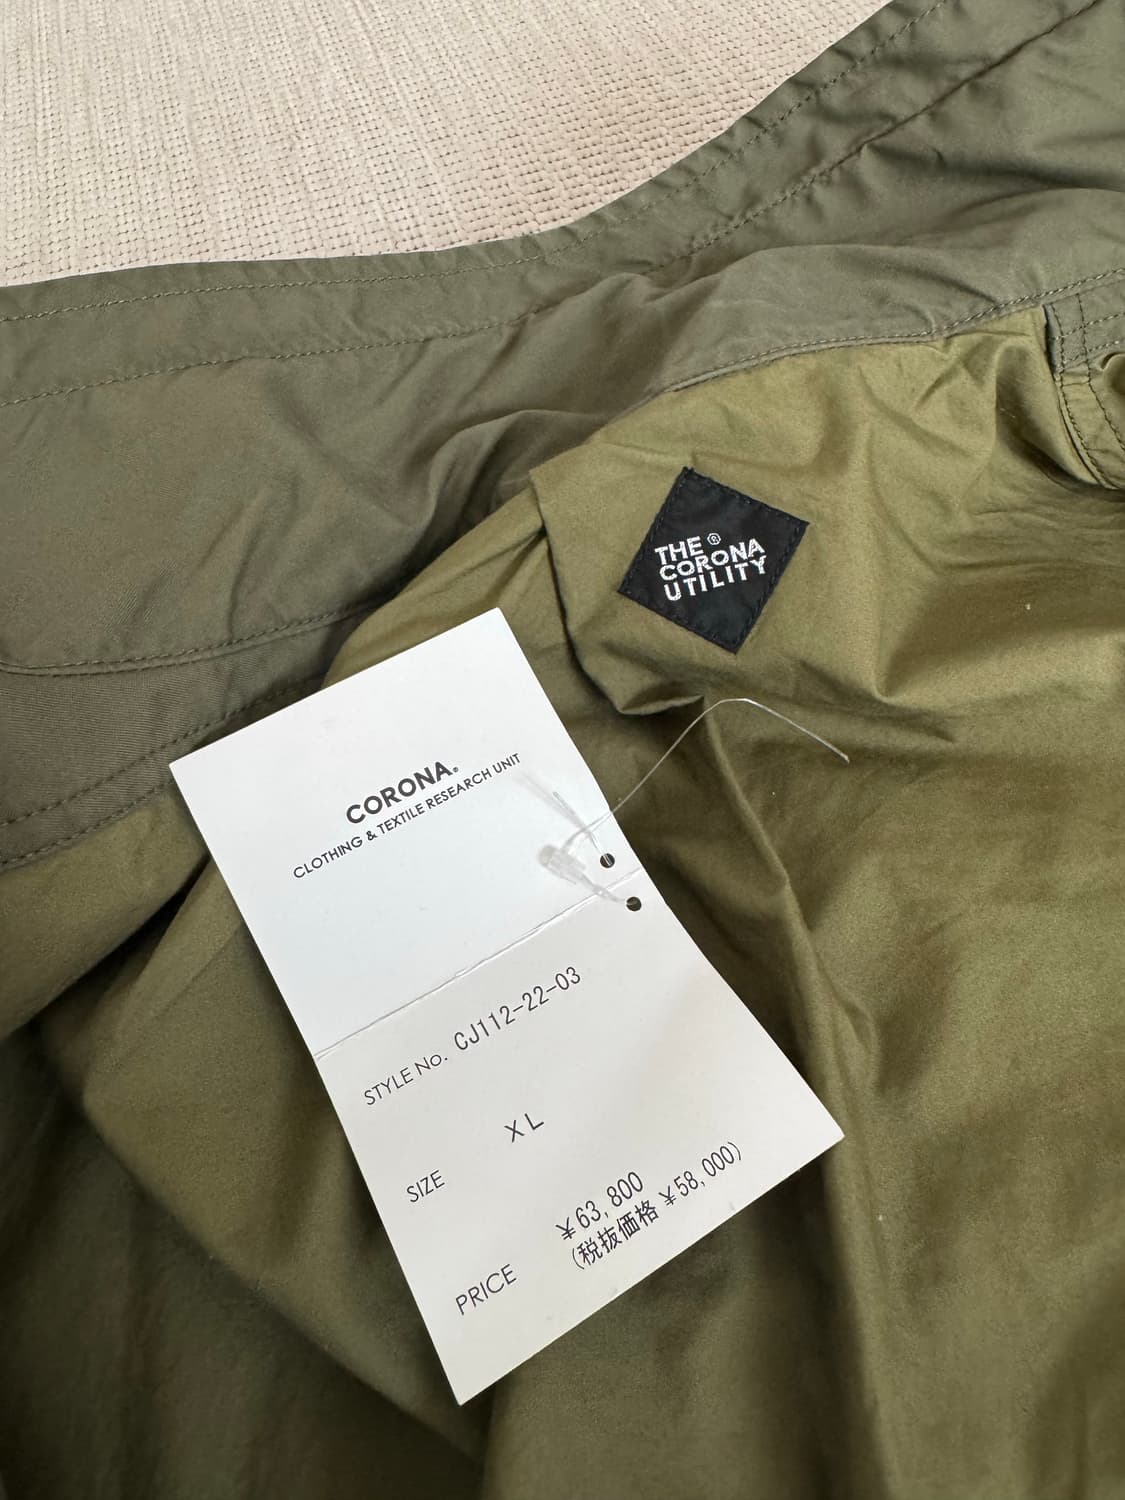 THE ®
CORONA
UTILITY
CORONA.
CLOTHING & TEXTILE RESEARCH UNIT
STYLE No. CJ112-22-03
SIZE XL
PRICE ¥63,800
(税抜価格 ¥58,000)